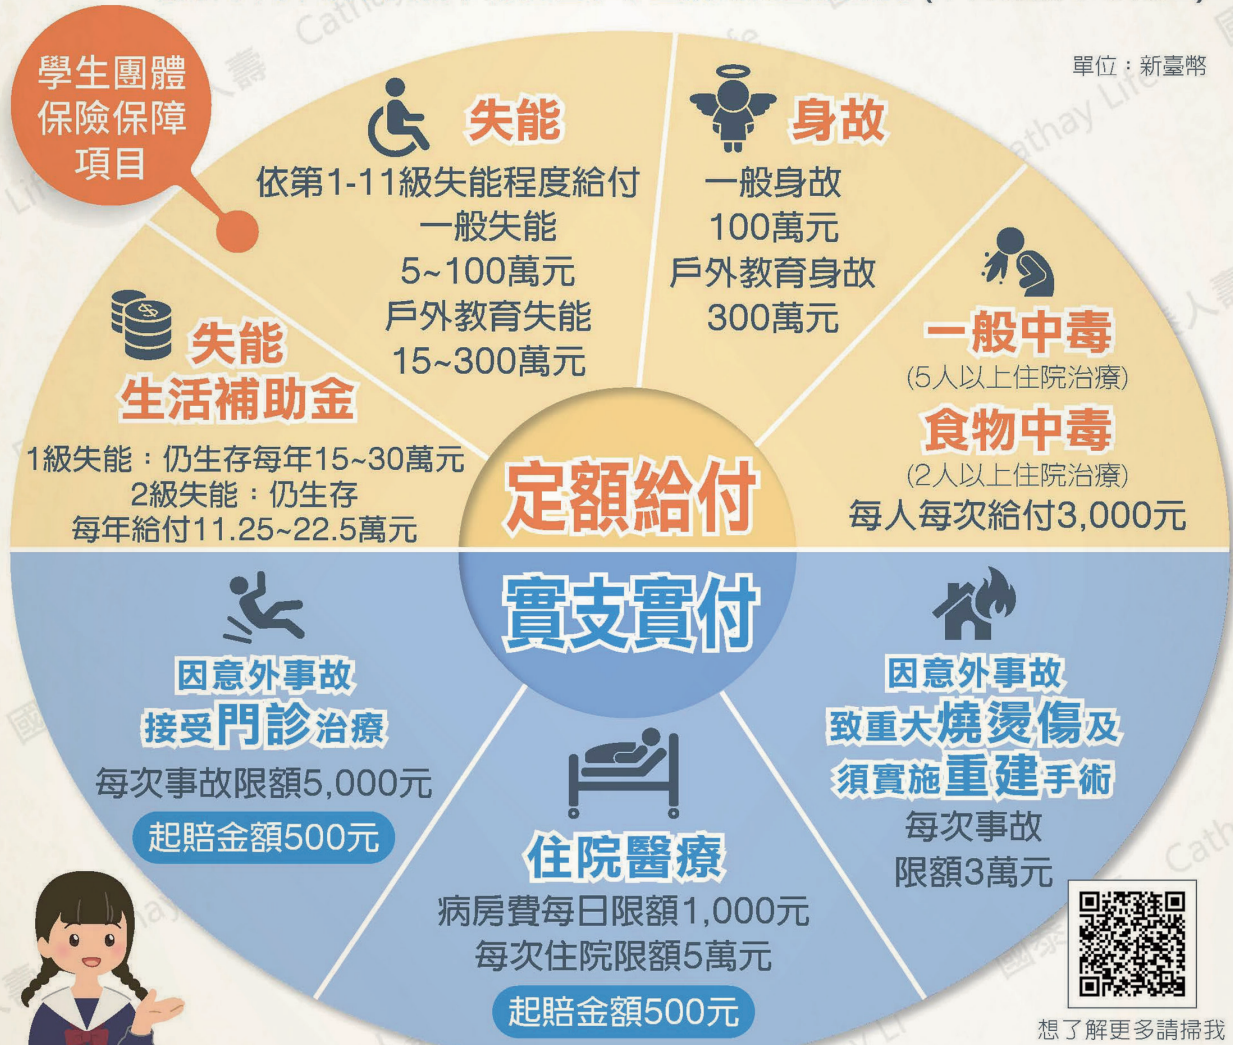 學生團體
保險保障
項目
單位：新臺幣
失能
依第1-11級失能程度給付
一般失能
5~100萬元
戶外教育失能
15~300萬元
身故
一般身故
100萬元
戶外教育身故
300萬元
一般中毒
(5人以上住院治療)
食物中毒
(2人以上住院治療)
每人每次給付3,000元
失能
生活補助金
1級失能：仍生存每年15~30萬元
2級失能：仍生存
每年給付11.25~22.5萬元
定額給付
實支實付
因意外事故
接受門診治療
每次事故限額5,000元
起賠金額500元
住院醫療
病房費每日限額1,000元
每次住院限額5萬元
起賠金額500元
因意外事故
致重大燒燙傷及
須實施重建手術
每次事故
限額3萬元
想了解更多請掃我